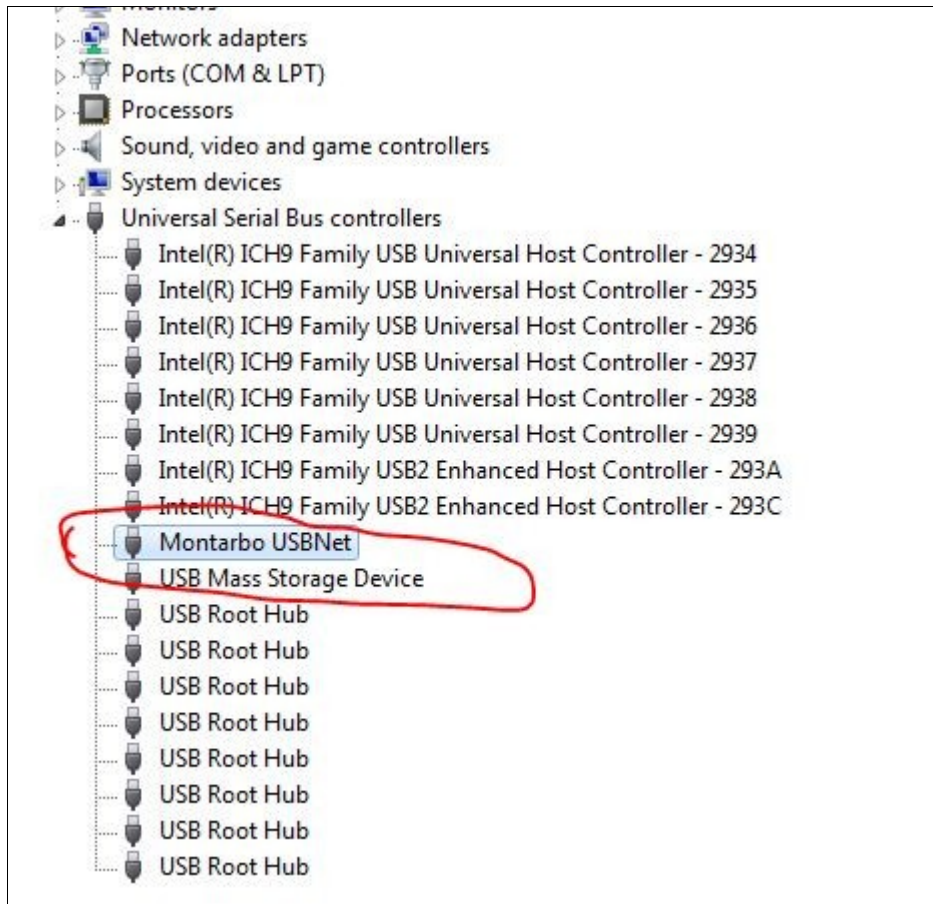 Monitors
Network adapters
Ports (COM & LPT)
Processors
Sound, video and game controllers
System devices
Universal Serial Bus controllers
Intel(R) ICH9 Family USB Universal Host Controller - 2934
Intel(R) ICH9 Family USB Universal Host Controller - 2935
Intel(R) ICH9 Family USB Universal Host Controller - 2936
Intel(R) ICH9 Family USB Universal Host Controller - 2937
Intel(R) ICH9 Family USB Universal Host Controller - 2938
Intel(R) ICH9 Family USB Universal Host Controller - 2939
Intel(R) ICH9 Family USB2 Enhanced Host Controller - 293A
Intel(R) ICH9 Family USB2 Enhanced Host Controller - 293C
Montarbo USBNet
USB Mass Storage Device
USB Root Hub
USB Root Hub
USB Root Hub
USB Root Hub
USB Root Hub
USB Root Hub
USB Root Hub
USB Root Hub